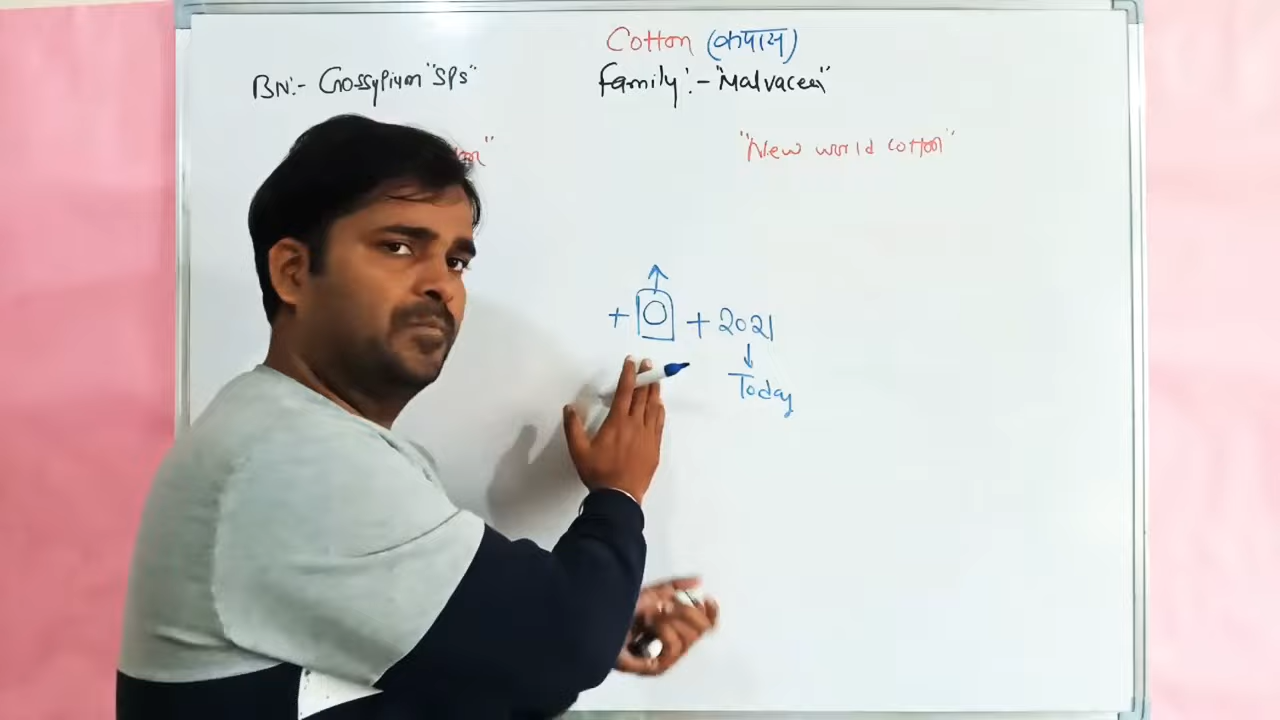 Cotton (कपास)
BN:- Gossypium "SPs"
Family:- "Malvaceae"
"New world cotton"
+ 0 + 2021
Today